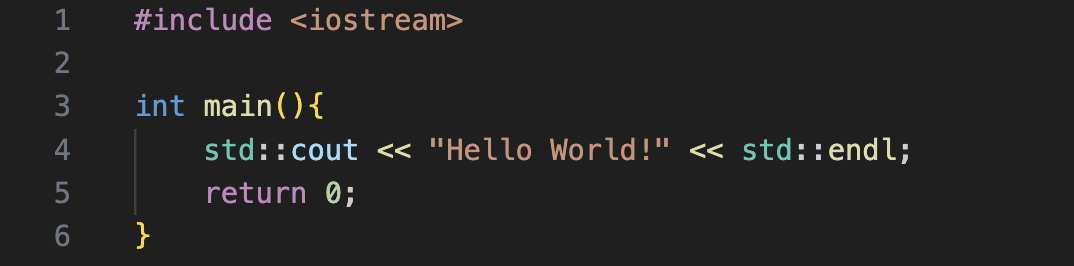 1 #include <iostream>
2
3 int main(){
4     std::cout << "Hello World!" << std::endl;
5     return 0;
6 }